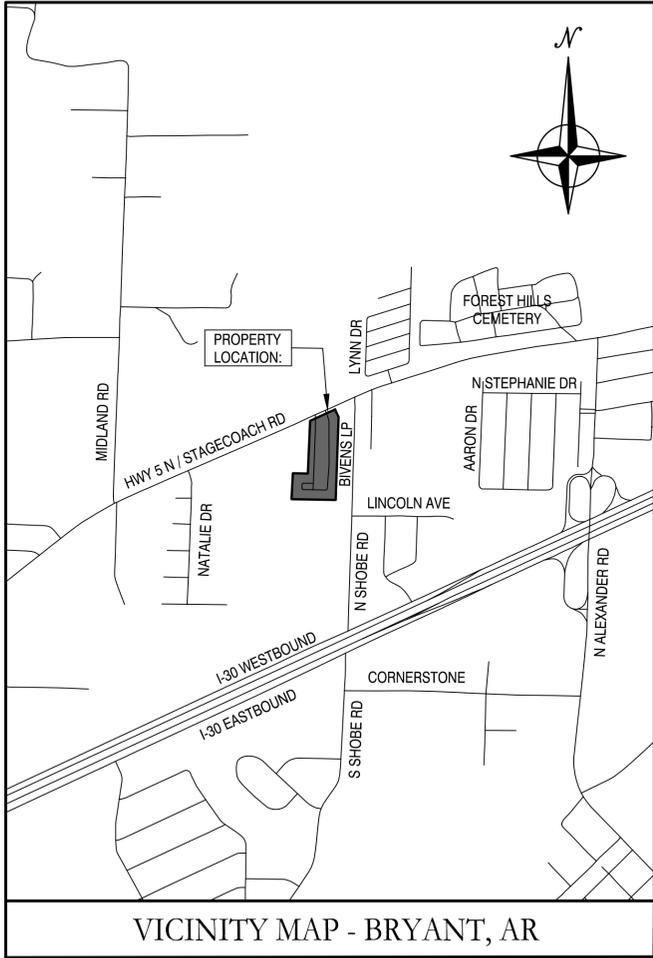 N
FOREST HILLS
CEMETERY
PROPERTY
LOCATION:
LYNN DR
N STEPHANIE DR
MIDLAND RD
HWY 5 N / STAGECOACH RD
BIVENS LP
AARON DR
LINCOLN AVE
NATALIE DR
N SHOBE RD
N ALEXANDER RD
I-30 WESTBOUND
CORNERSTONE
I-30 EASTBOUND
S SHOBE RD
VICINITY MAP - BRYANT, AR